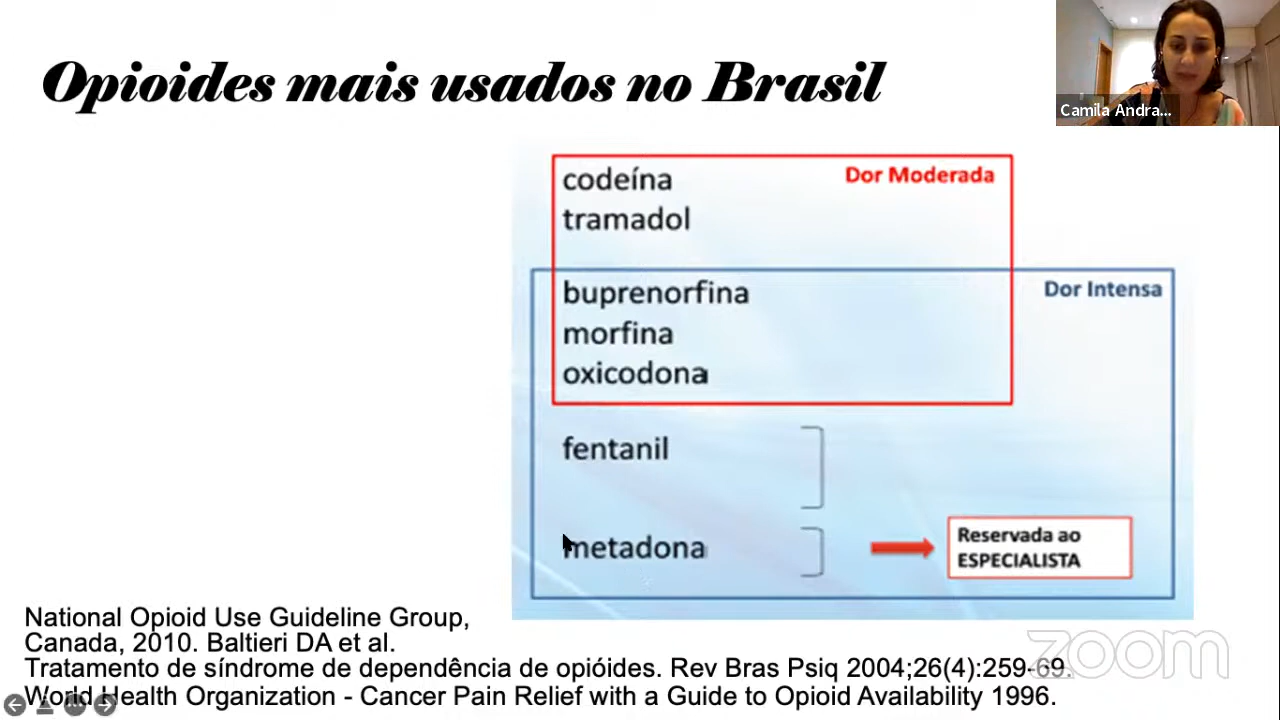 Opioides mais usados no Brasil
Camila Andra...
codeína
Dor Moderada
tramadol
buprenorfina
Dor Intensa
morfina
oxicodona
fentanil
metadona
Reservada ao
ESPECIALISTA
National Opioid Use Guideline Group,
Canada, 2010. Baltieri DA et al.
Tratamento de síndrome de dependência de opióides. Rev Bras Psiq 2004;26(4):259-69.
World Health Organization - Cancer Pain Relief with a Guide to Opioid Availability 1996.
zoom